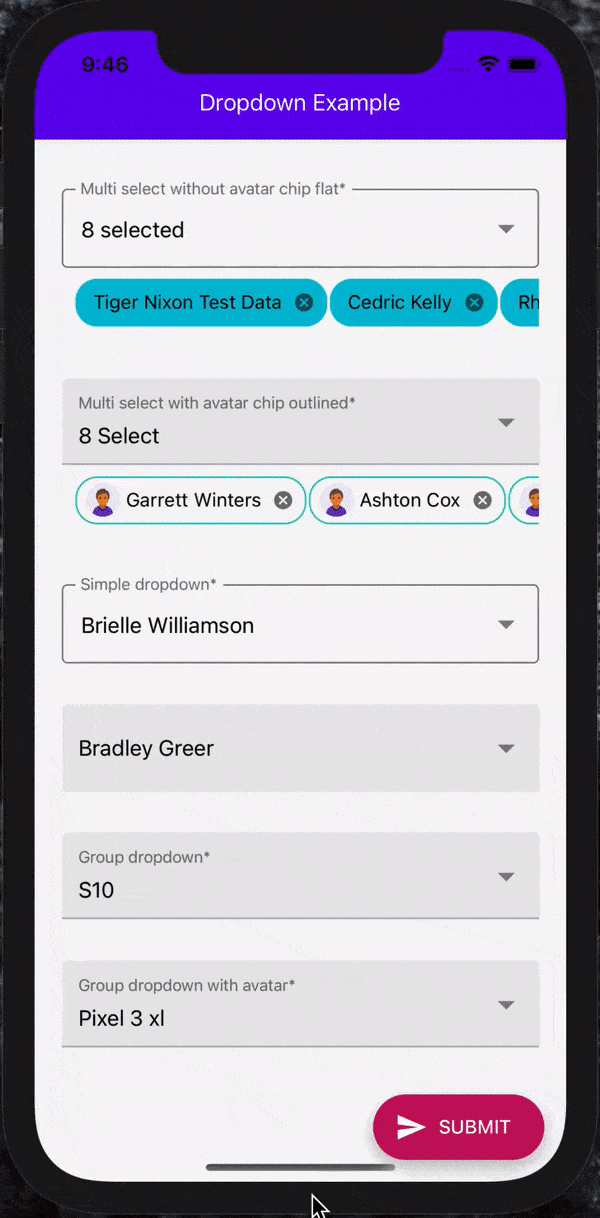 9:46
Dropdown Example
Multi select without avatar chip flat*
8 selected
Tiger Nixon Test Data Cedric Kelly Rh
Multi select with avatar chip outlined*
8 Select
Garrett Winters Ashton Cox
Simple dropdown*
Brielle Williamson
Bradley Greer
Group dropdown*
S10
Group dropdown with avatar*
Pixel 3 xl
SUBMIT